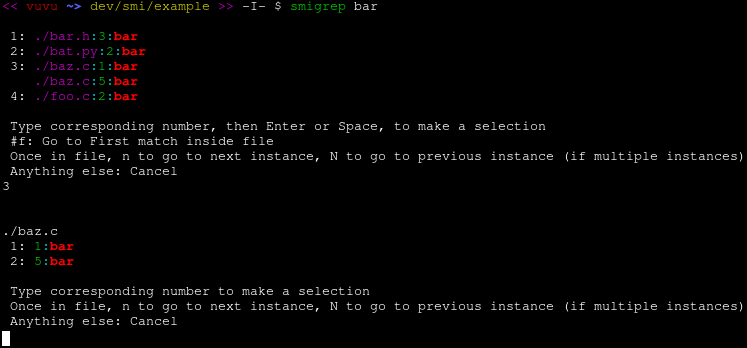 << vuvu ~> dev/smi/example >> -I- $ smigrep bar
1: ./bar.h:3:bar
2: ./bat.py:2:bar
3: ./baz.c:1:bar
./baz.c:5:bar
4: ./foo.c:2:bar
Type corresponding number, then Enter or Space, to make a selection
#f: Go to First match inside file
Once in file, n to go to next instance, N to go to previous instance (if multiple instances)
Anything else: Cancel
3
./baz.c
1: 1:bar
2: 5:bar
Type corresponding number to make a selection
Once in file, n to go to next instance, N to go to previous instance (if multiple instances)
Anything else: Cancel